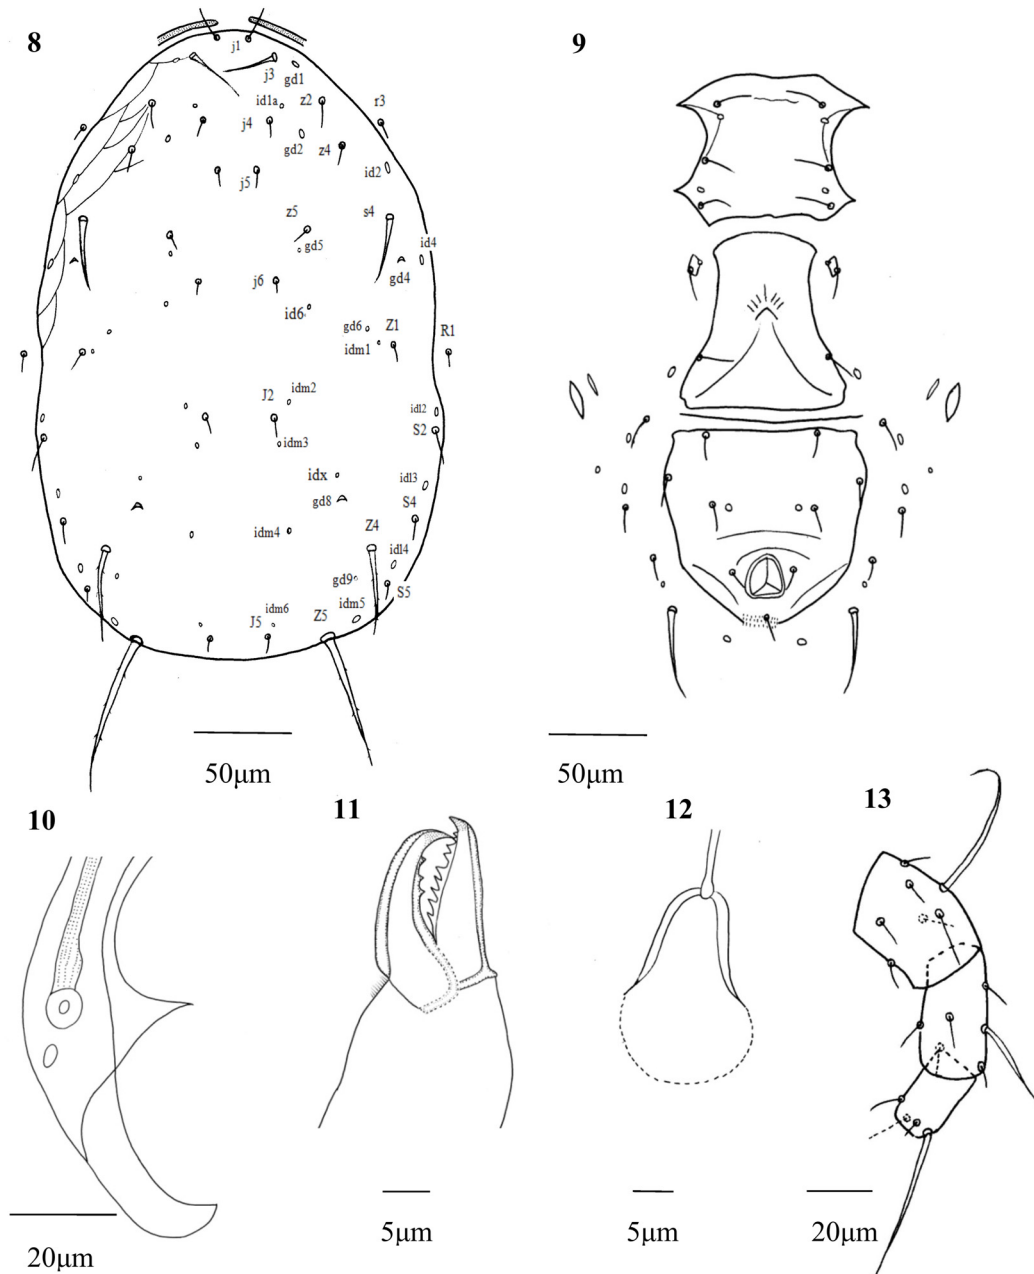 8
9
j1
j3
gd1
id1a
z2
r3
j4
gd2
z4
id2
j5
z5
s4
gd5
id4
j6
gd4
id6
gd6
Z1
R1
idm1
J2
idm2
idl2
S2
idm3
idx
idl3
gd8
S4
Z4
idm4
idl4
gd9
S5
idm6
Z5
idm5
J5
50μm
50μm
10
11
12
13
20μm
5μm
5μm
20μm